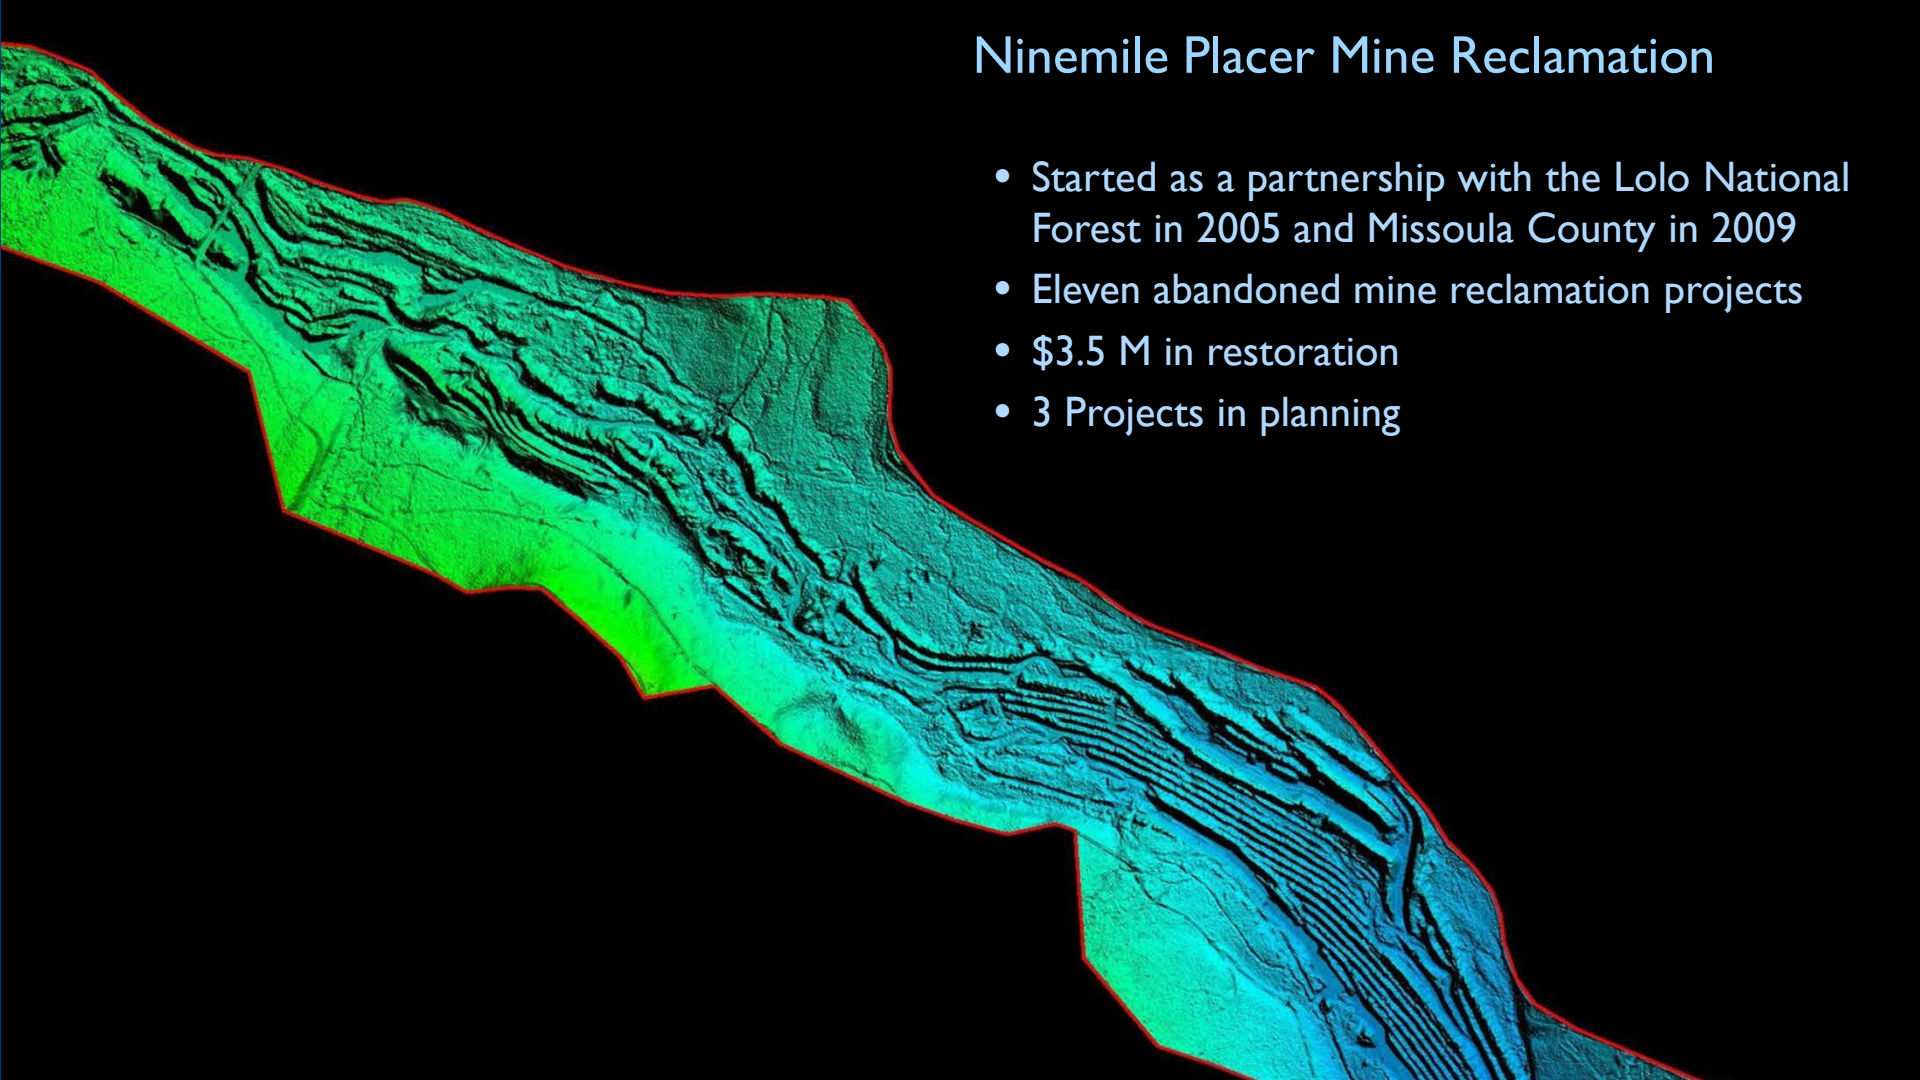 Ninemile Placer Mine Reclamation
• Started as a partnership with the Lolo National
Forest in 2005 and Missoula County in 2009
• Eleven abandoned mine reclamation projects
• $3.5 M in restoration
• 3 Projects in planning